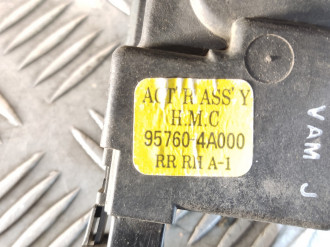 ACT'R ASS'Y
H.M.C
95760-4A000
RR RH A-1
VAM J